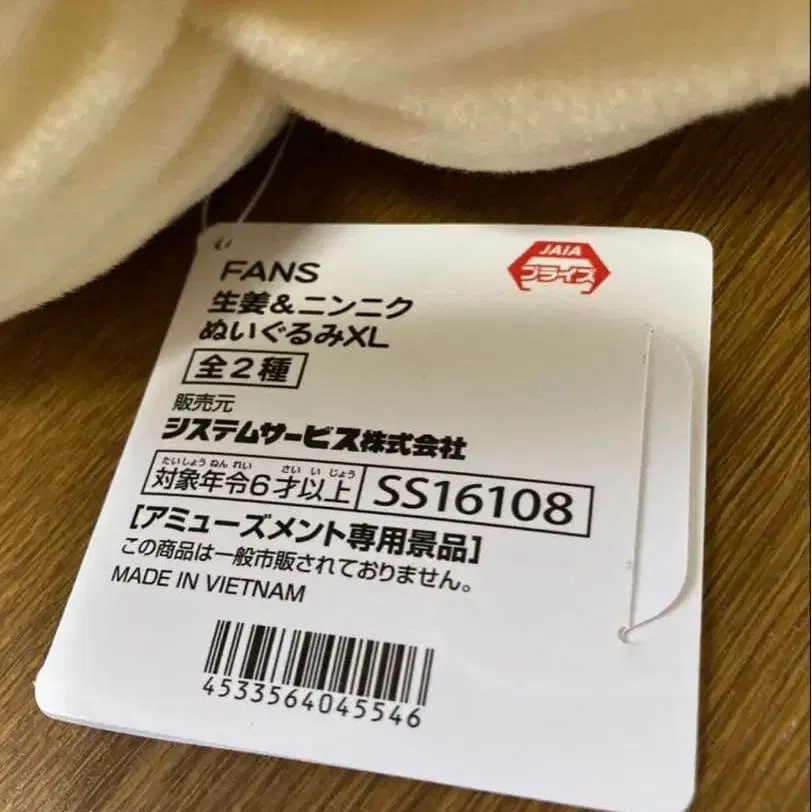 FANS
JAIA
プライズ
生姜&ニンニク
ぬいぐるみXL
全2種
販売元
システムサービス株式会社
たいしょうねんれい さいいじょう
対象年令6才以上 SS16108
[アミューズメント専用景品]
この商品は一般市販されておりません。
MADE IN VIETNAM
4533564045546